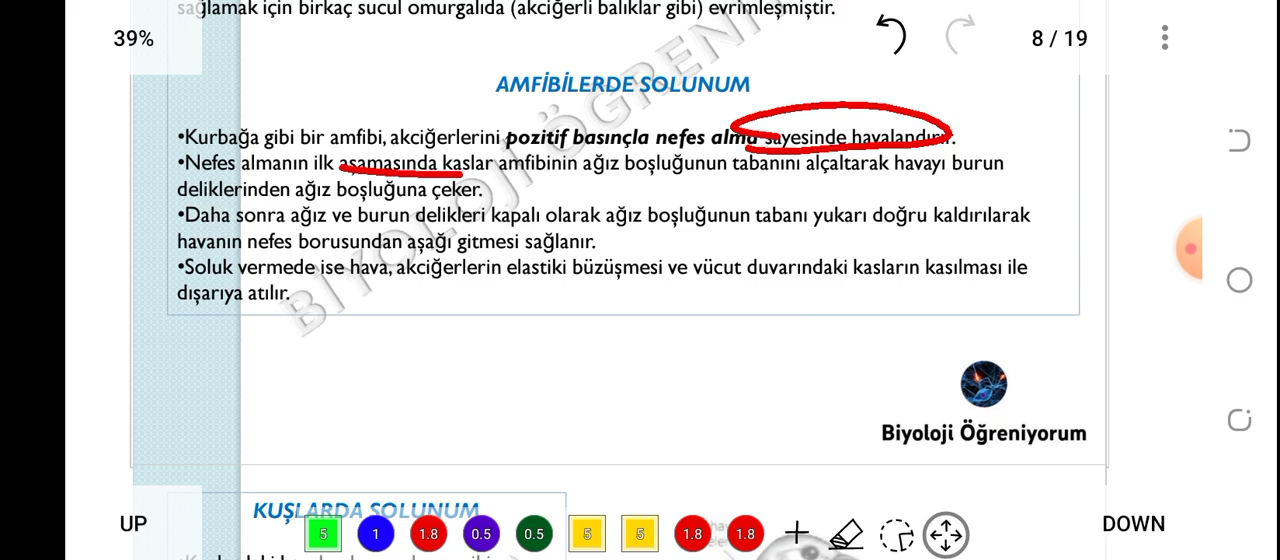 sağlamak için birkaç sucul omurgalıda (akciğerli balıklar gibi) evrimleşmiştir.
39%
8 / 19
AMFİBİLERDE SOLUNUM
•Kurbağa gibi bir amfibi, akciğerlerini pozitif basınçla nefes alma sayesinde havalandırır.
•Nefes almanın ilk aşamasında kaslar amfibinin ağız boşluğunun tabanını alçaltarak havayı burun
deliklerinden ağız boşluğuna çeker.
•Daha sonra ağız ve burun delikleri kapalı olarak ağız boşluğunun tabanı yukarı doğru kaldırılarak
havanın nefes borusundan aşağı gitmesi sağlanır.
•Soluk vermede ise hava, akciğerlerin elastiki büzüşmesi ve vücut duvarındaki kasların kasılması ile
dışarıya atılır.
BİYOLOJİ ÖĞRENİ
Biyoloji Öğreniyorum
KUŞLARDA SOLUNUM
UP
5 1 1.8 0.5 0.5 5 5 1.8 1.8
DOWN